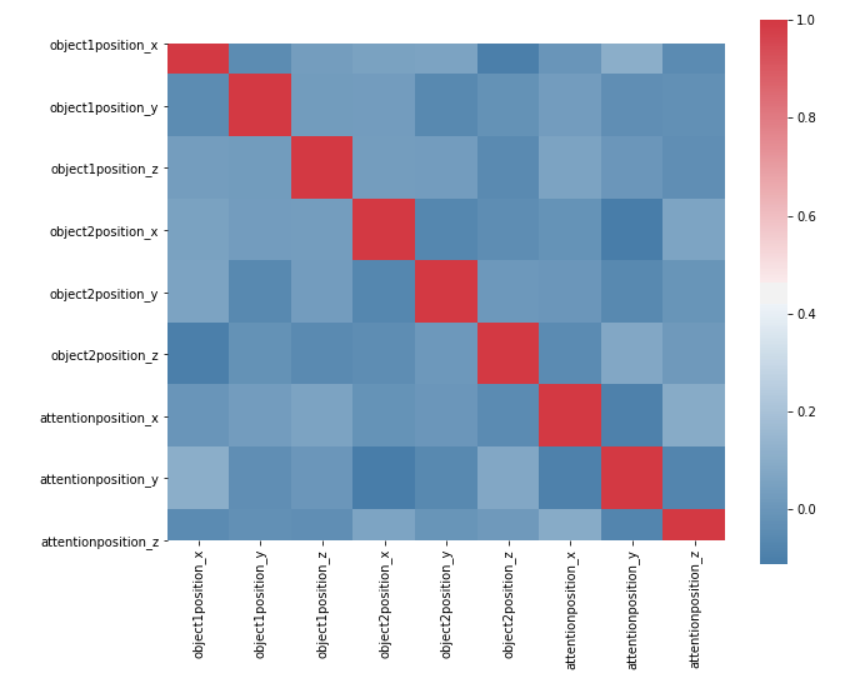 object1position_x
object1position_y
object1position_z
object2position_x
object2position_y
object2position_z
attentionposition_x
attentionposition_y
attentionposition_z
object1position_x
object1position_y
object1position_z
object2position_x
object2position_y
object2position_z
attentionposition_x
attentionposition_y
attentionposition_z
1.0
0.8
0.6
0.4
0.2
0.0